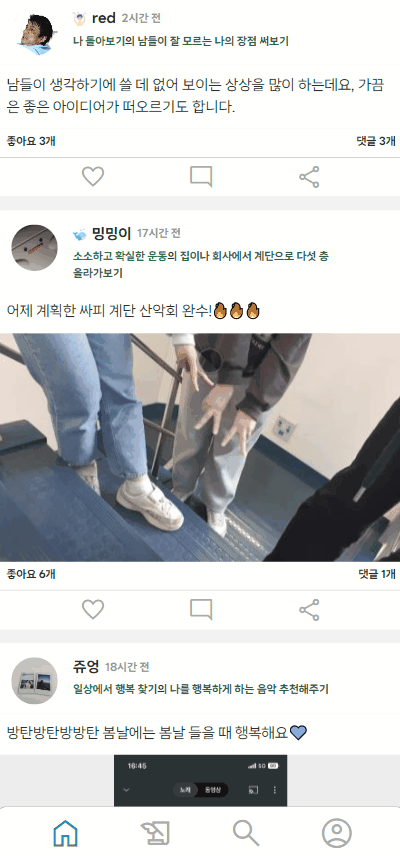 red 2시간 전
나 돌아보기의 남들이 잘 모르는 나의 장점 써보기
남들이 생각하기에 쓸 데 없어 보이는 상상을 많이 하는데요, 가끔
은 좋은 아이디어가 떠오르기도 합니다.
좋아요 3개 댓글 3개
밍밍이 17시간 전
소소하고 확실한 운동의 집이나 회사에서 계단으로 다섯 층
올라가보기
어제 계획한 싸피 계단 산악회 완수!🔥🔥🔥
좋아요 6개 댓글 1개
쥬엉 18시간 전
일상에서 행복 찾기의 나를 행복하게 하는 음악 추천해주기
방탄방탄방방탄 봄날에는 봄날 들을 때 행복해요💙
16:45 5G
노래 동영상